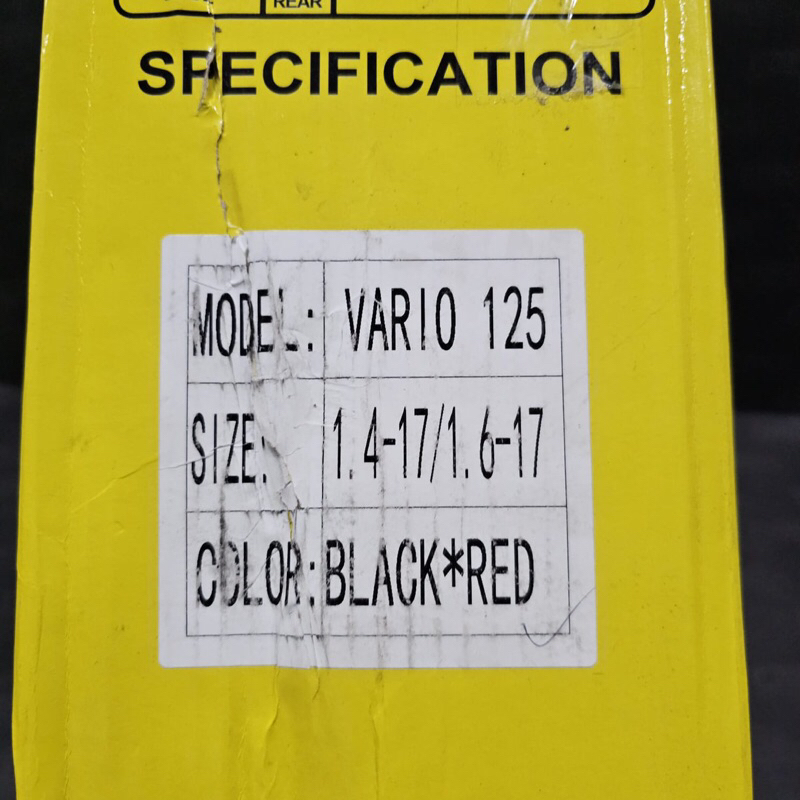 REAR
SPECIFICATION
MODEL: VARIO 125
SIZE: 1.4-17/1.6-17
COLOR: BLACK*RED